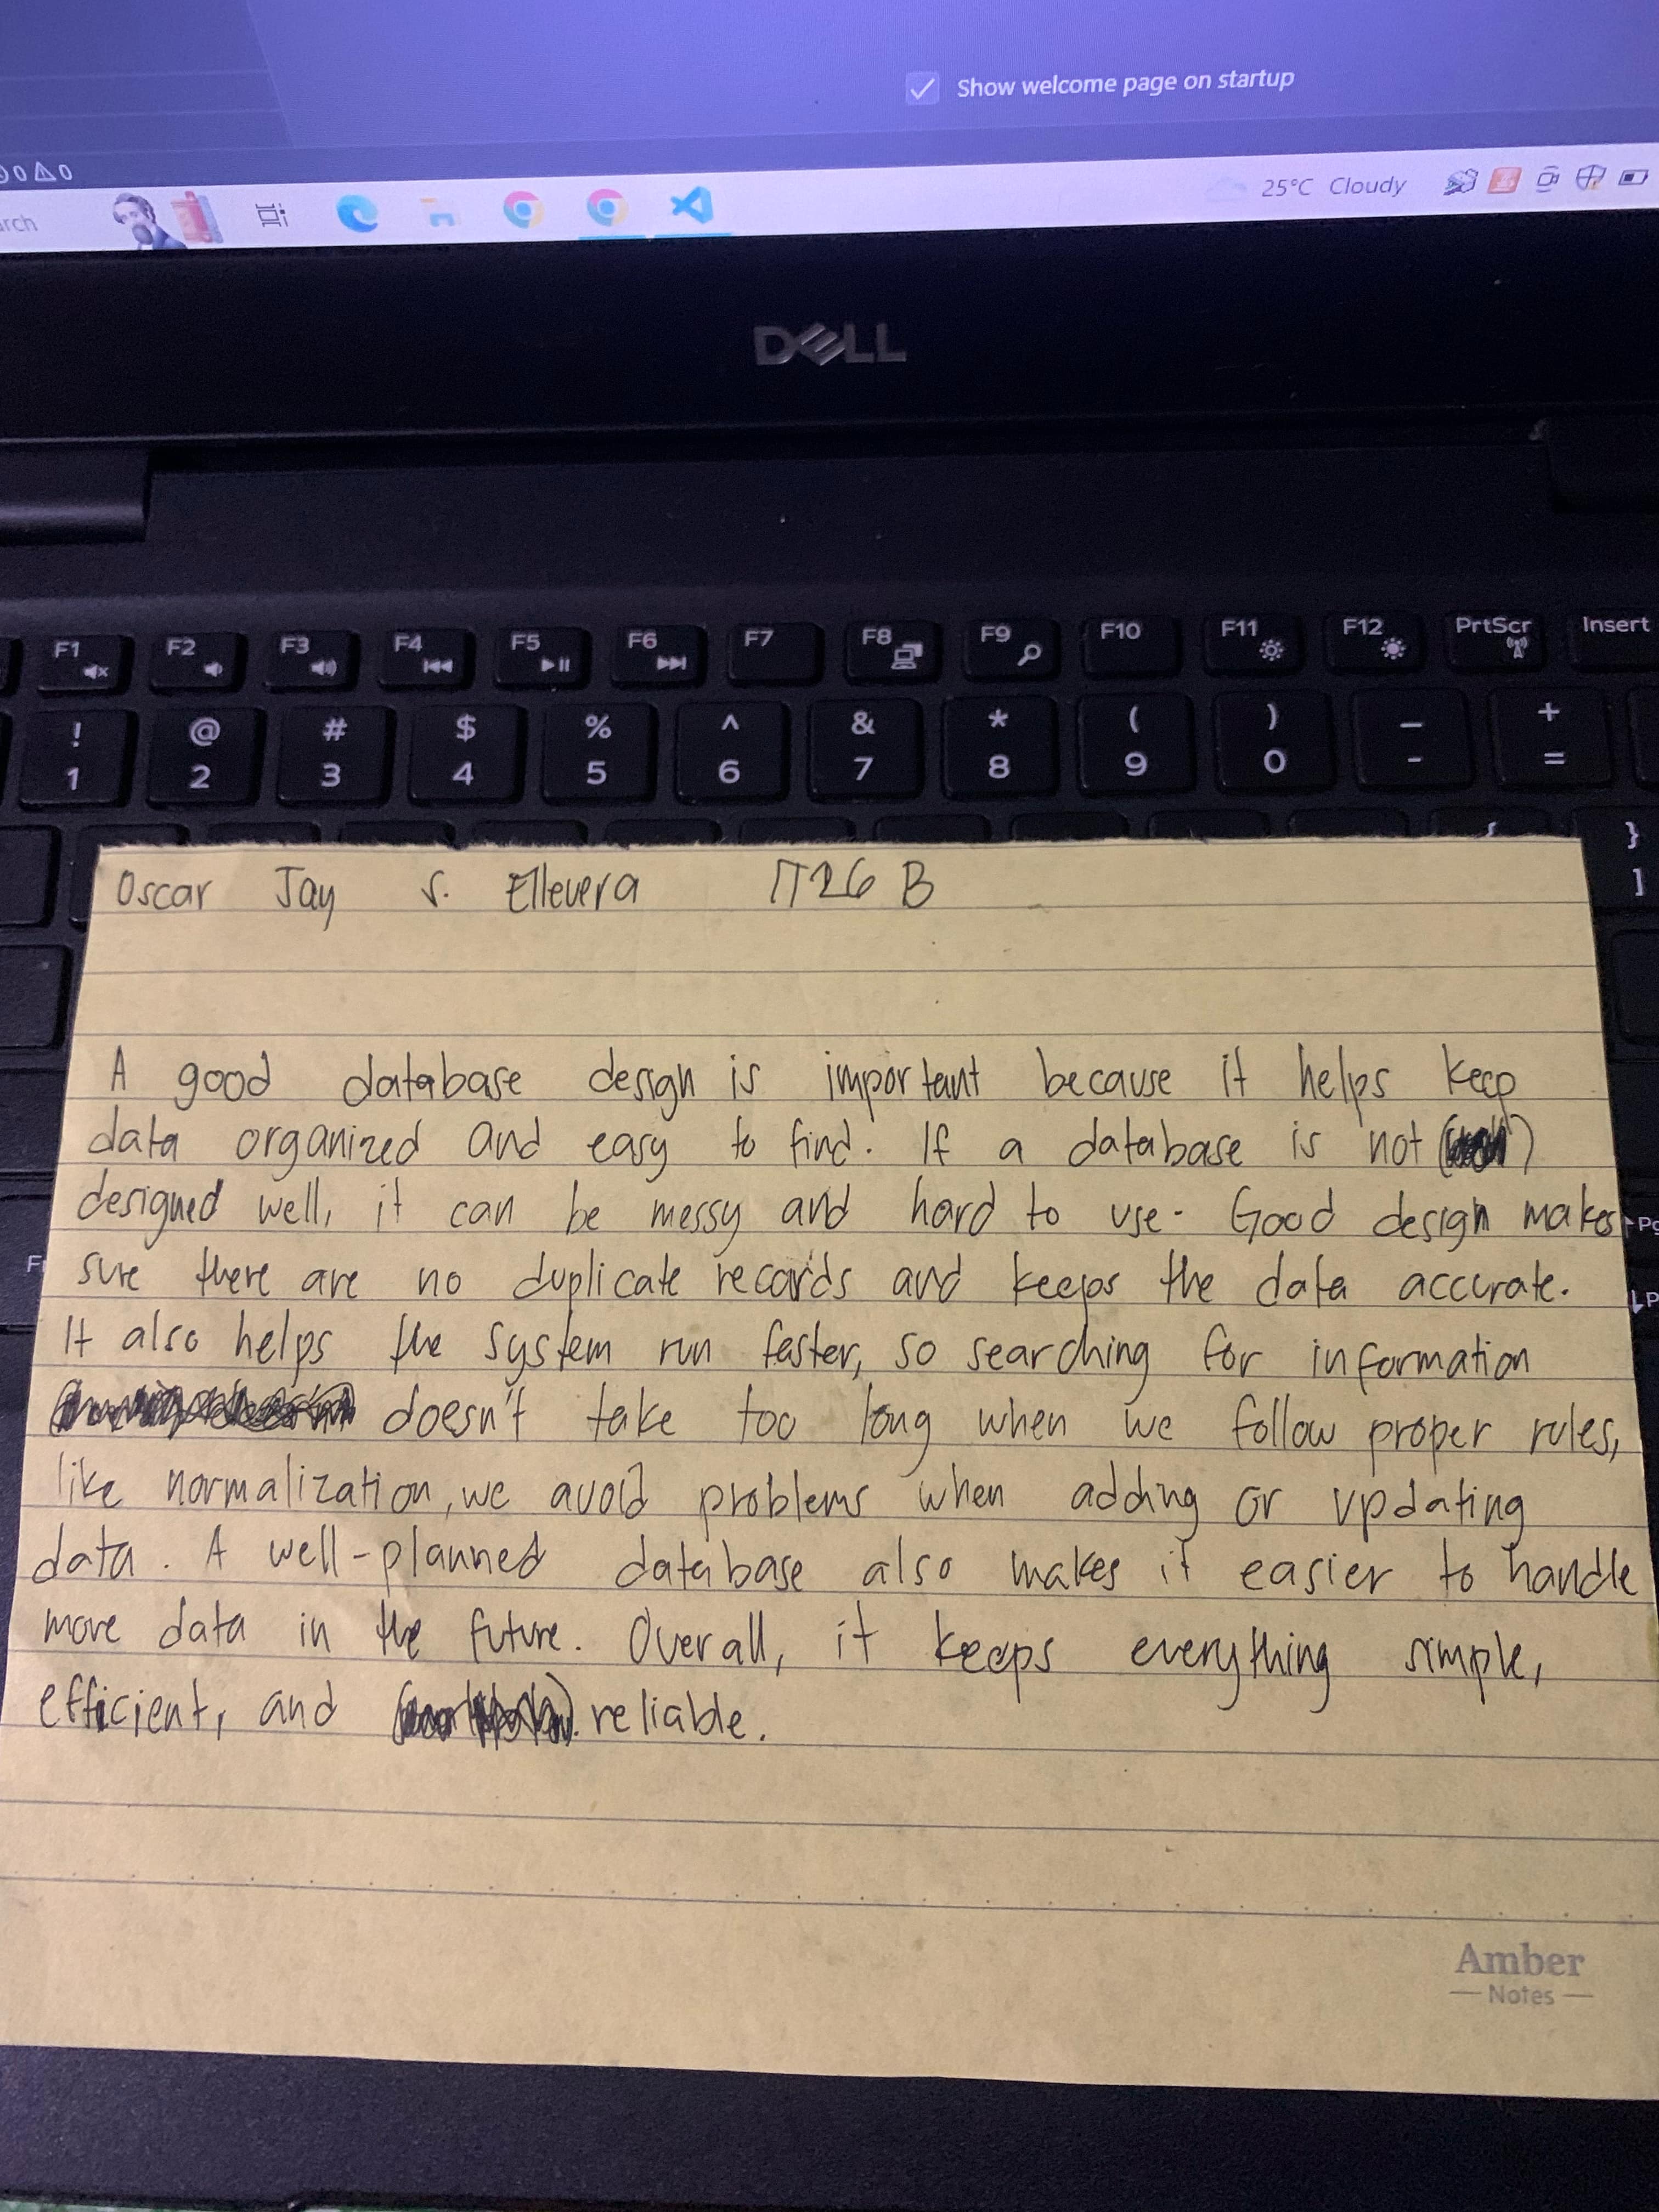 Show welcome page on startup
0 0
25°C Cloudy
DELL
F1 F2 F3 F4 F5 F6 F7 F8 F9 F10 F11 F12 PrtScr Insert
! @ # $ % ^ & * ( ) _ +
1 2 3 4 5 6 7 8 9 0 - =
{ }
]
Oscar Jay S. Ellevera IT26 B
A good database design is important because it helps keep
data organized and easy to find. If a database is not
designed well, it can be messy and hard to use. Good design makes
sure there are no duplicate records and keeps the data accurate.
It also helps the system run faster, so searching for information
doesn't take too long when we follow proper rules,
like normalization, we avoid problems when adding or updating
data. A well-planned database also makes it easier to handle
more data in the future. Overall, it keeps everything simple,
efficient, and reliable.
Amber
Notes